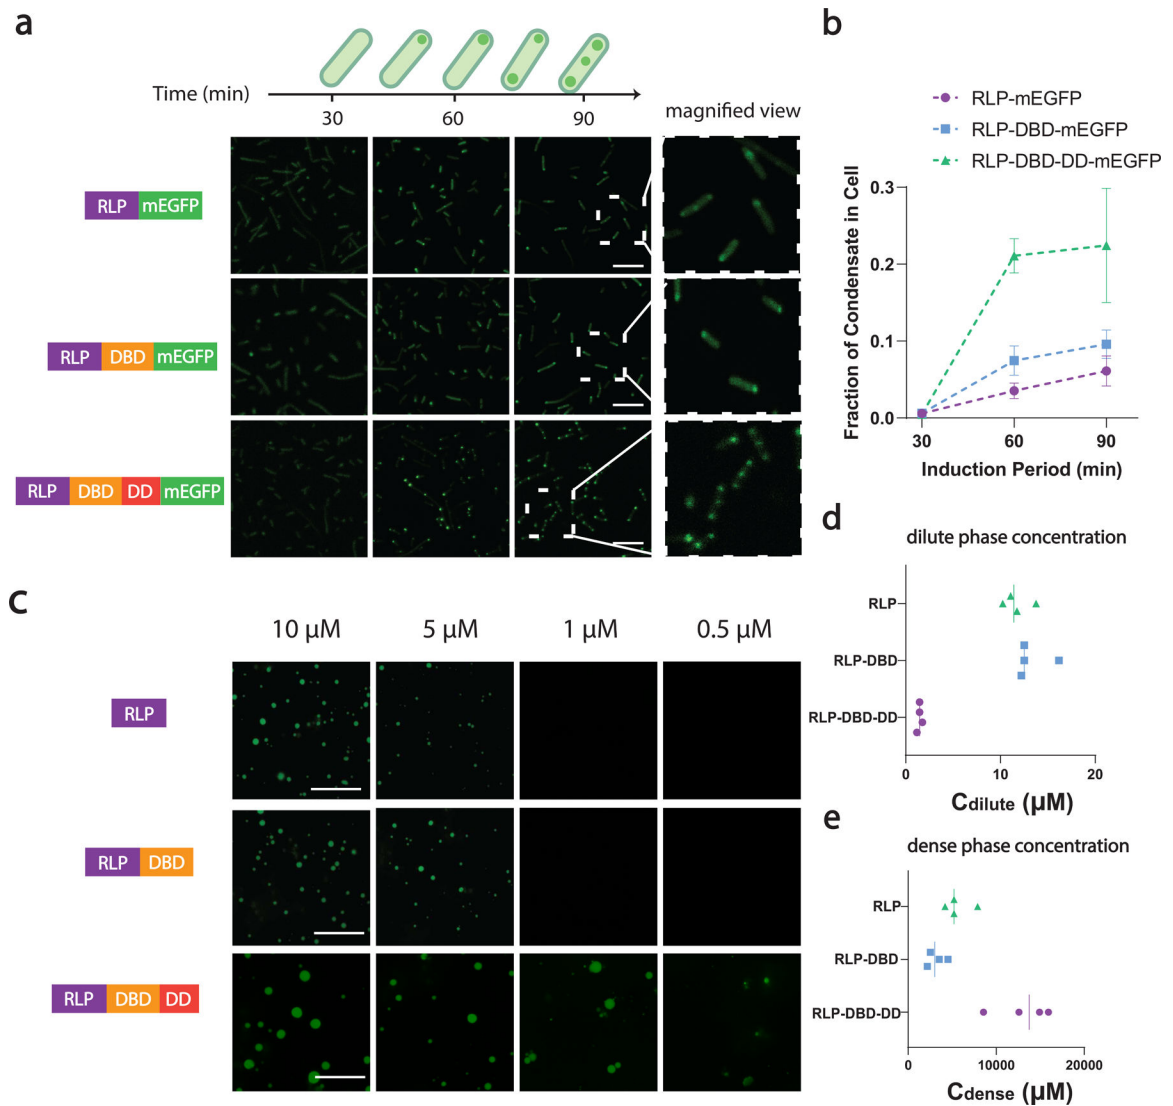 a
Time (min)
30
60
90
magnified view
RLP mEGFP
RLP DBD mEGFP
RLP DBD DD mEGFP
b
RLP-mEGFP
RLP-DBD-mEGFP
RLP-DBD-DD-mEGFP
Fraction of Condensate in Cell
0.3
0.2
0.1
0.0
30
60
90
Induction Period (min)
c
10 µM
5 µM
1 µM
0.5 µM
RLP
RLP DBD
RLP DBD DD
d
dilute phase concentration
RLP
RLP-DBD
RLP-DBD-DD
0
10
20
Cdilute (µM)
e
dense phase concentration
RLP
RLP-DBD
RLP-DBD-DD
0
10000
20000
Cdense
(µM)